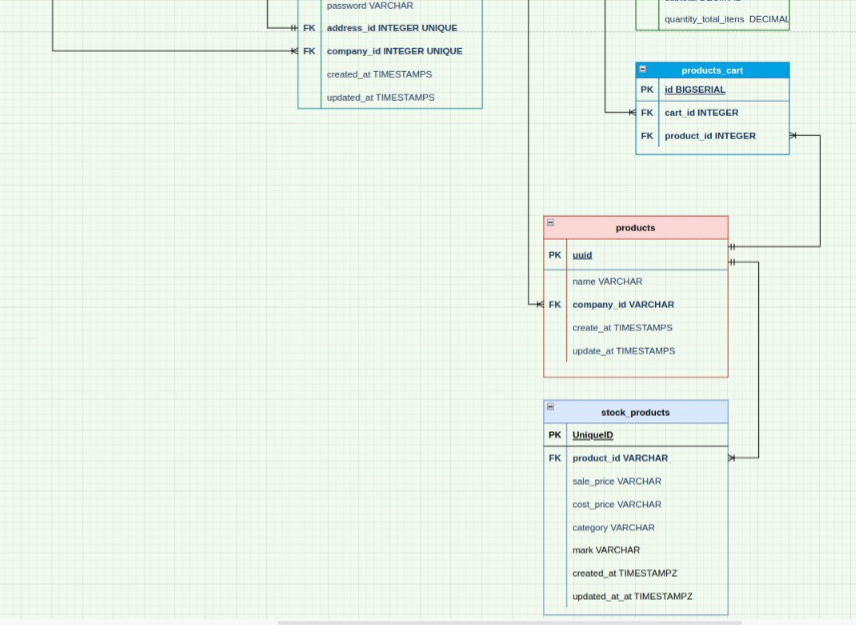 password VARCHAR
FK address_id INTEGER UNIQUE
FK company_id INTEGER UNIQUE
created_at TIMESTAMPS
updated_at TIMESTAMPS
quantity_total_itens DECIMAL
products_cart
PK id BIGSERIAL
FK cart_id INTEGER
FK product_id INTEGER
products
PK uuid
name VARCHAR
FK company_id VARCHAR
create_at TIMESTAMPS
update_at TIMESTAMPS
stock_products
PK UniqueID
FK product_id VARCHAR
sale_price VARCHAR
cost_price VARCHAR
category VARCHAR
mark VARCHAR
created_at TIMESTAMPZ
updated_at_at TIMESTAMPZ